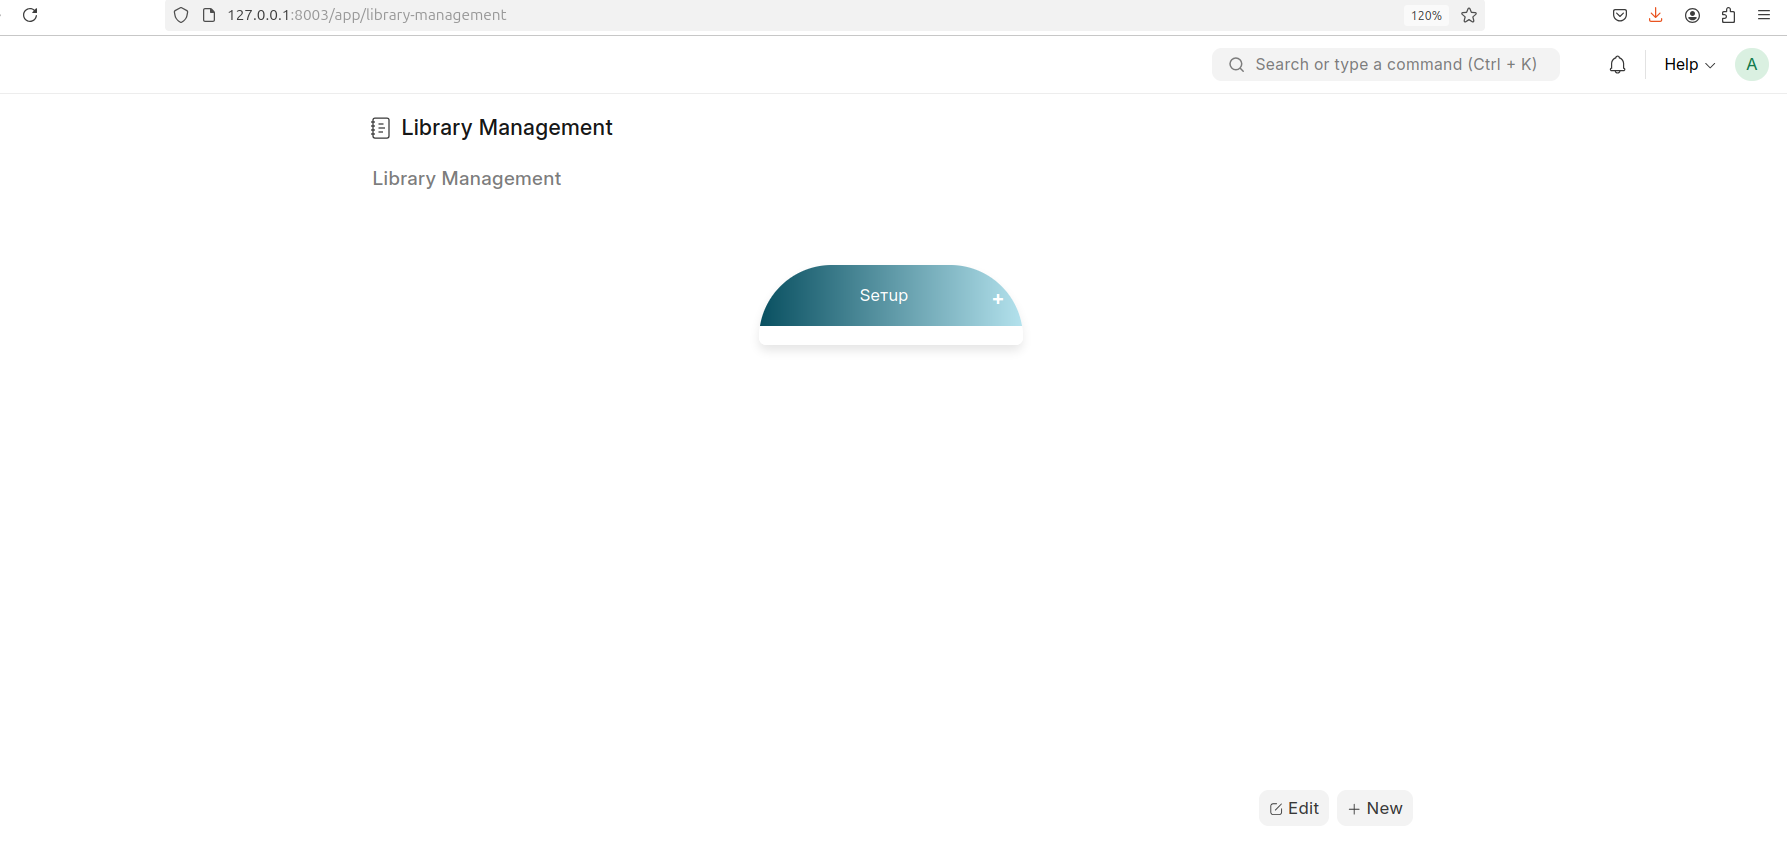 127.0.0.1:8003/app/library-management
120%
Search or type a command (Ctrl + K)
Help
A
Library Management
Library Management
Seтup
+
Edit
+ New